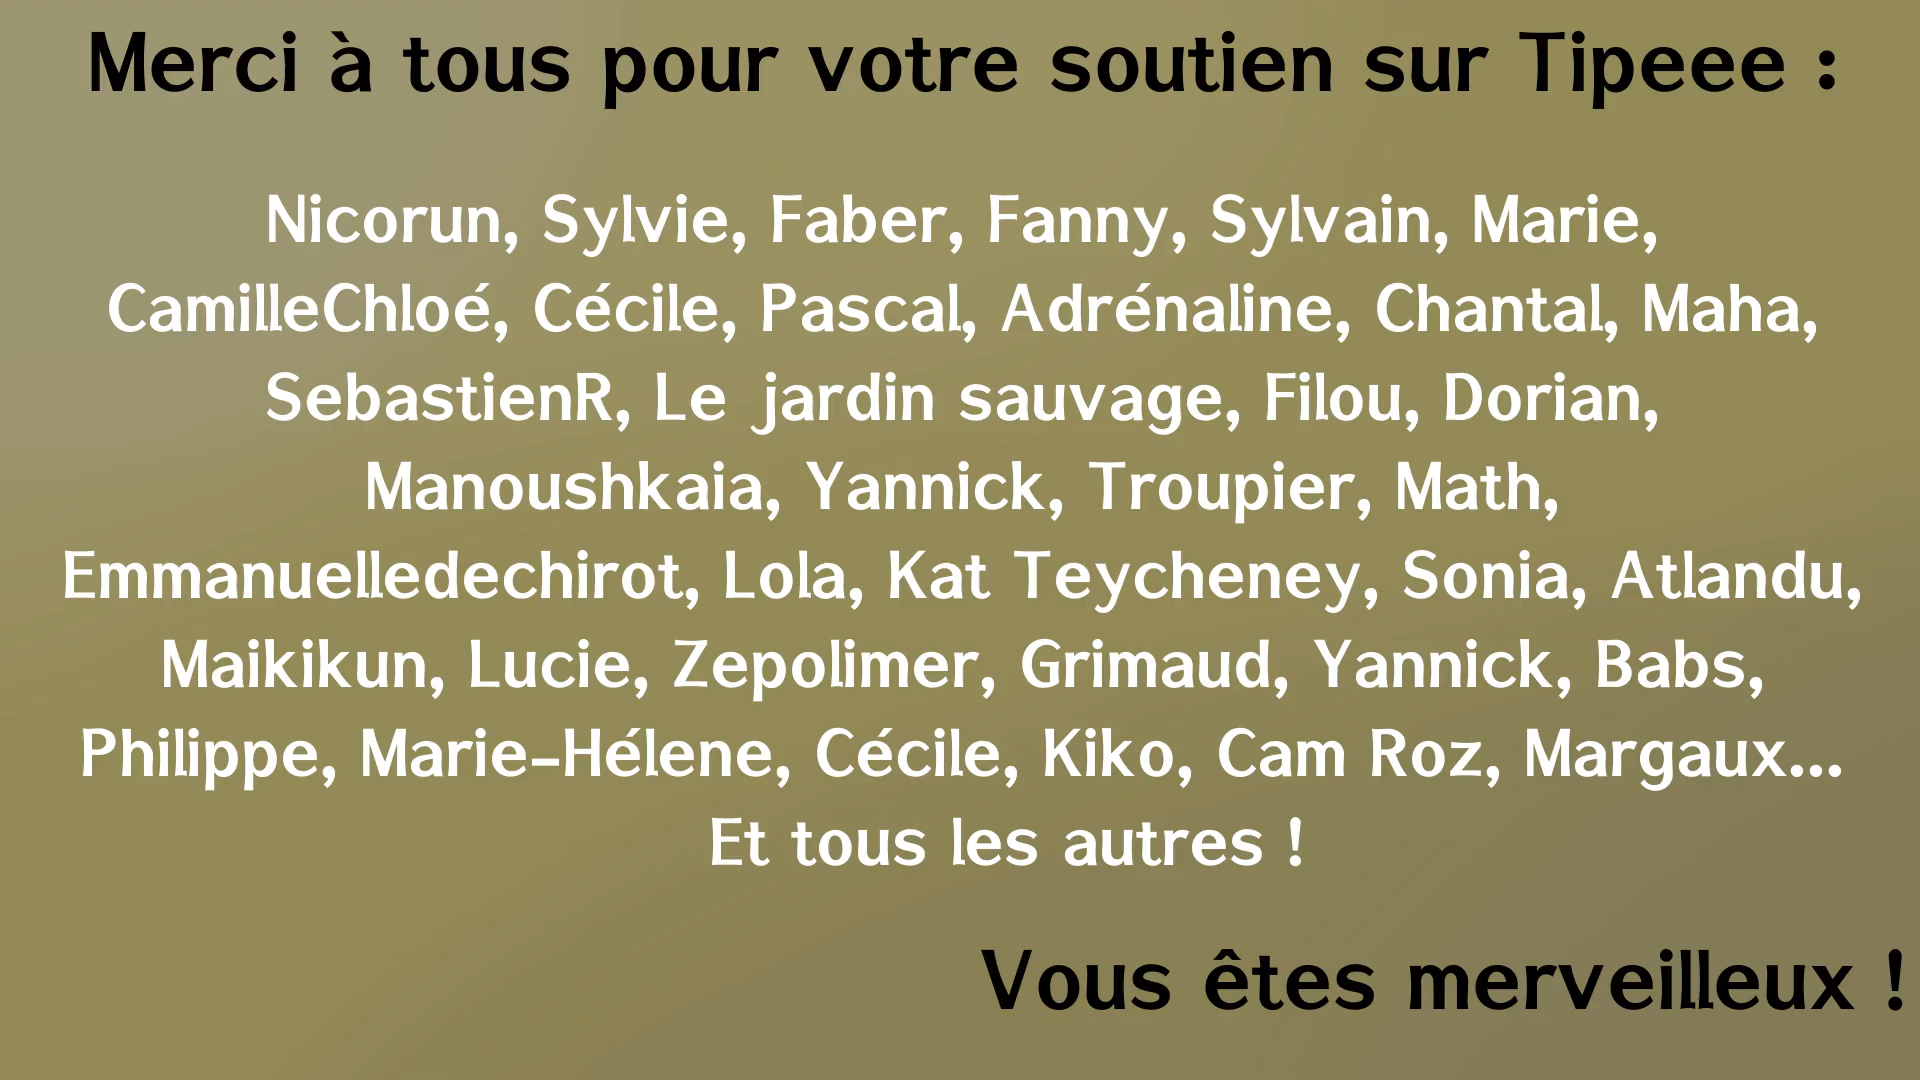 Merci à tous pour votre soutien sur Tipeee :
Nicorun, Sylvie, Faber, Fanny, Sylvain, Marie,
CamilleChloé, Cécile, Pascal, Adrénaline, Chantal, Maha,
SebastienR, Le jardin sauvage, Filou, Dorian,
Manoushkaia, Yannick, Troupier, Math,
Emmanuelledechirot, Lola, Kat Teycheney, Sonia, Atlandu,
Maikikun, Lucie, Zepolimer, Grimaud, Yannick, Babs,
Philippe, Marie-Hélene, Cécile, Kiko, Cam Roz, Margaux...
Et tous les autres !
Vous êtes merveilleux !